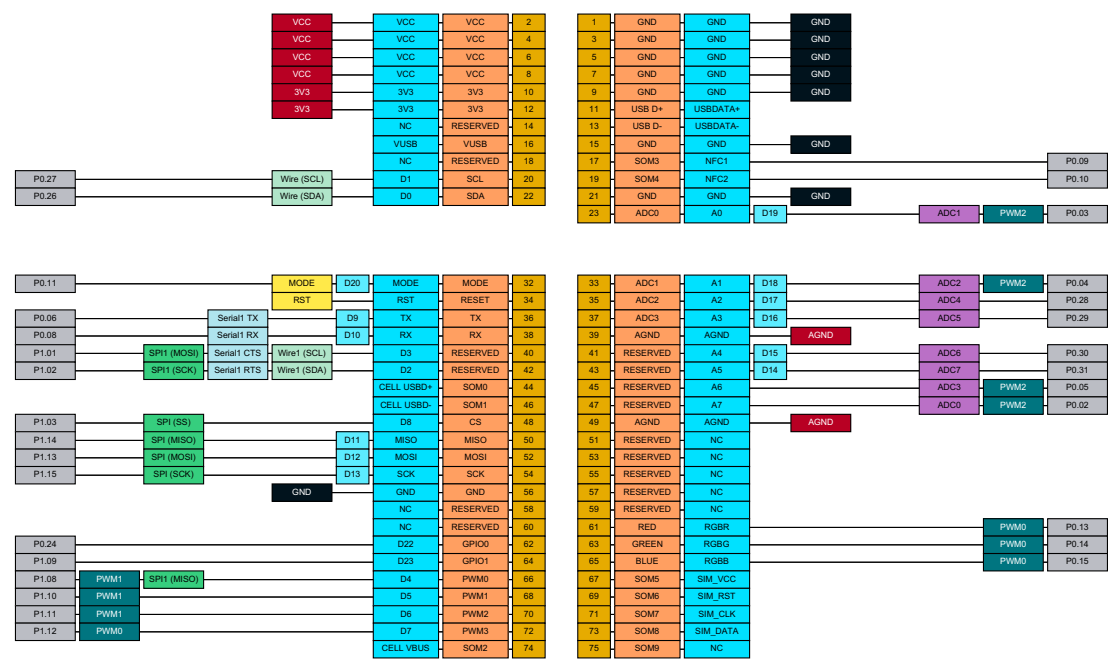 VCC VCC VCC 2 1 GND GND GND
VCC VCC VCC 4 3 GND GND GND
VCC VCC VCC 6 5 GND GND GND
VCC VCC VCC 8 7 GND GND GND
3V3 3V3 3V3 10 9 GND GND GND
3V3 3V3 3V3 12 11 USB D+ USBDATA+
NC RESERVED 14 13 USB D- USBDATA-
VUSB VUSB 16 15 GND GND GND
NC RESERVED 18 17 SOM3 NFC1 P0.09
P0.27 Wire (SCL) D1 SCL 20 19 SOM4 NFC2 P0.10
P0.26 Wire (SDA) D0 SDA 22 21 GND GND GND
23 ADC0 A0 D19 ADC1 PWM2 P0.03
P0.11 MODE D20 MODE MODE 32 33 ADC1 A1 D18 ADC2 PWM2 P0.04
RST RST RESET 34 35 ADC2 A2 D17 ADC4 P0.28
P0.06 Serial1 TX D9 TX TX 36 37 ADC3 A3 D16 ADC5 P0.29
P0.08 Serial1 RX D10 RX RX 38 39 AGND AGND AGND
P1.01 SPI1 (MOSI) Serial1 CTS Wire1 (SCL) D3 RESERVED 40 41 RESERVED A4 D15 ADC6 P0.30
P1.02 SPI1 (SCK) Serial1 RTS Wire1 (SDA) D2 RESERVED 42 43 RESERVED A5 D14 ADC7 P0.31
CELL USBD+ SOM0 44 45 RESERVED A6 ADC3 PWM2 P0.05
CELL USBD- SOM1 46 47 RESERVED A7 ADC0 PWM2 P0.02
P1.03 SPI (SS) D8 CS 48 49 AGND AGND AGND
P1.14 SPI (MISO) D11 MISO MISO 50 51 RESERVED NC
P1.13 SPI (MOSI) D12 MOSI MOSI 52 53 RESERVED NC
P1.15 SPI (SCK) D13 SCK SCK 54 55 RESERVED NC
GND GND GND 56 57 RESERVED NC
NC RESERVED 58 59 RESERVED NC
NC RESERVED 60 61 RED RGBR PWM0 P0.13
P0.24 D22 GPIO0 62 63 GREEN RGBG PWM0 P0.14
P1.09 D23 GPIO1 64 65 BLUE RGBB PWM0 P0.15
P1.08 PWM1 SPI1 (MISO) D4 PWM0 66 67 SOM5 SIM_VCC
P1.10 PWM1 D5 PWM1 68 69 SOM6 SIM_RST
P1.11 PWM1 D6 PWM2 70 71 SOM7 SIM_CLK
P1.12 PWM0 D7 PWM3 72 73 SOM8 SIM_DATA
CELL VBUS SOM2 74 75 SOM9 NC